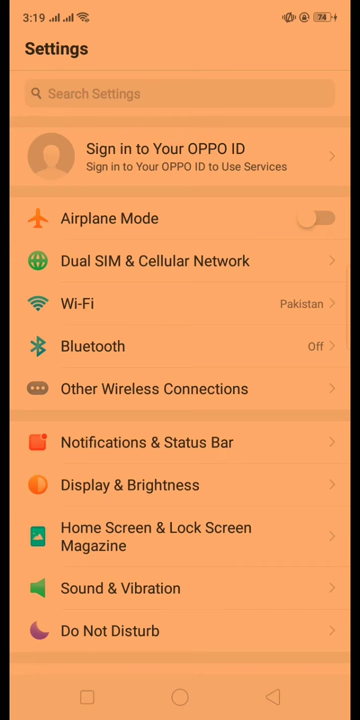 3:19
74
Settings
Search Settings
Sign in to Your OPPO ID
Sign in to Your OPPO ID to Use Services
Airplane Mode
Dual SIM & Cellular Network
Wi-Fi
Pakistan
Bluetooth
Off
Other Wireless Connections
Notifications & Status Bar
Display & Brightness
Home Screen & Lock Screen
Magazine
Sound & Vibration
Do Not Disturb